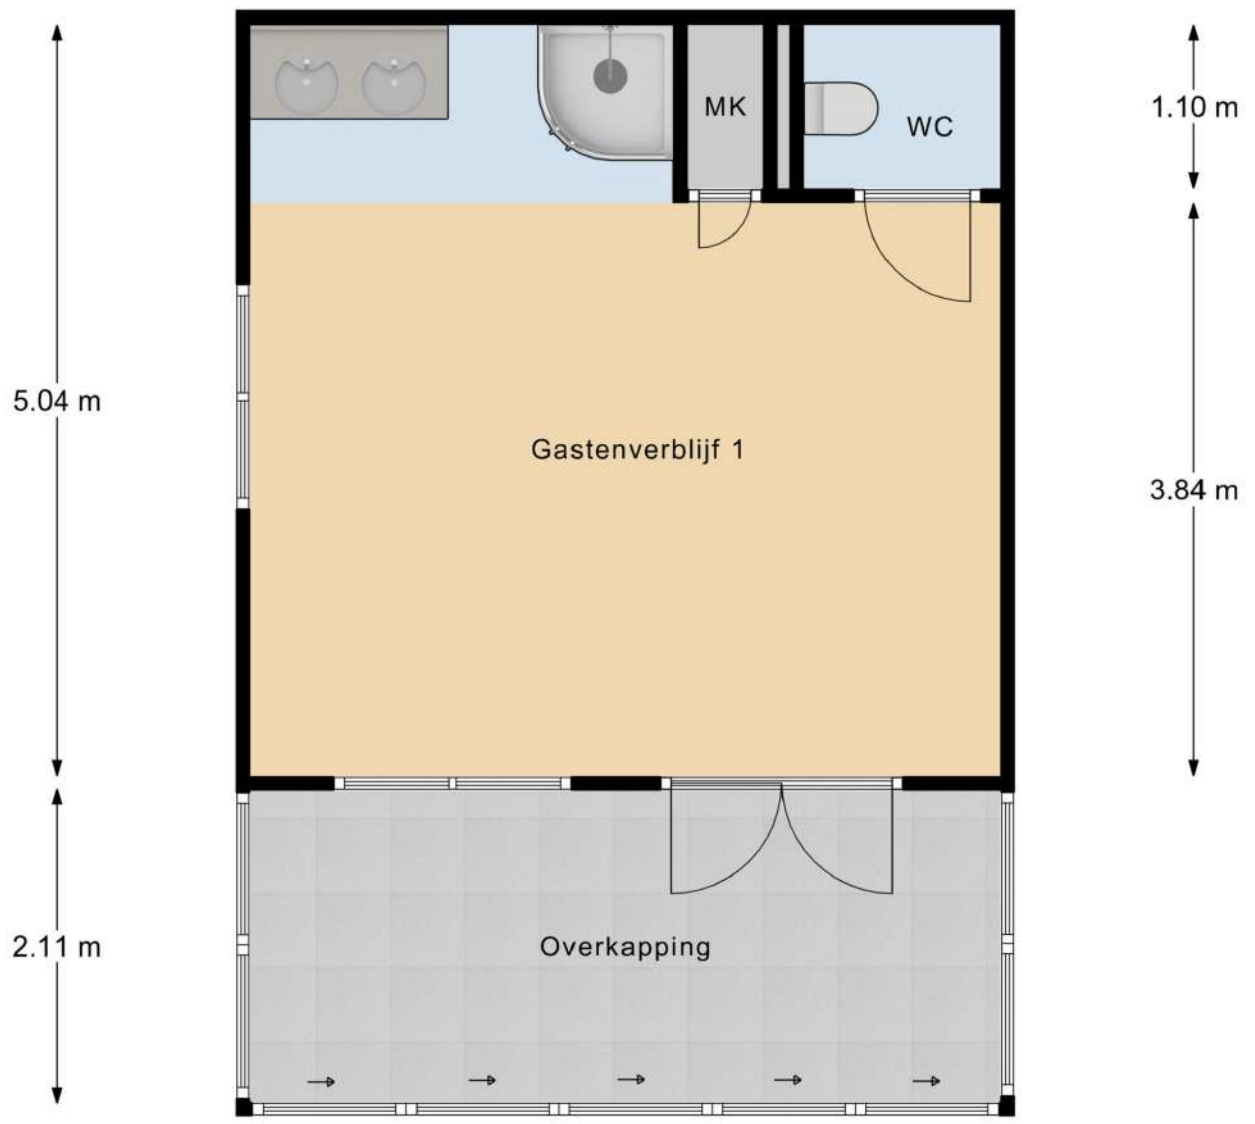 1.10 m
MK
WC
5.04 m
Gastenverblijf 1
3.84 m
2.11 m
Overkapping